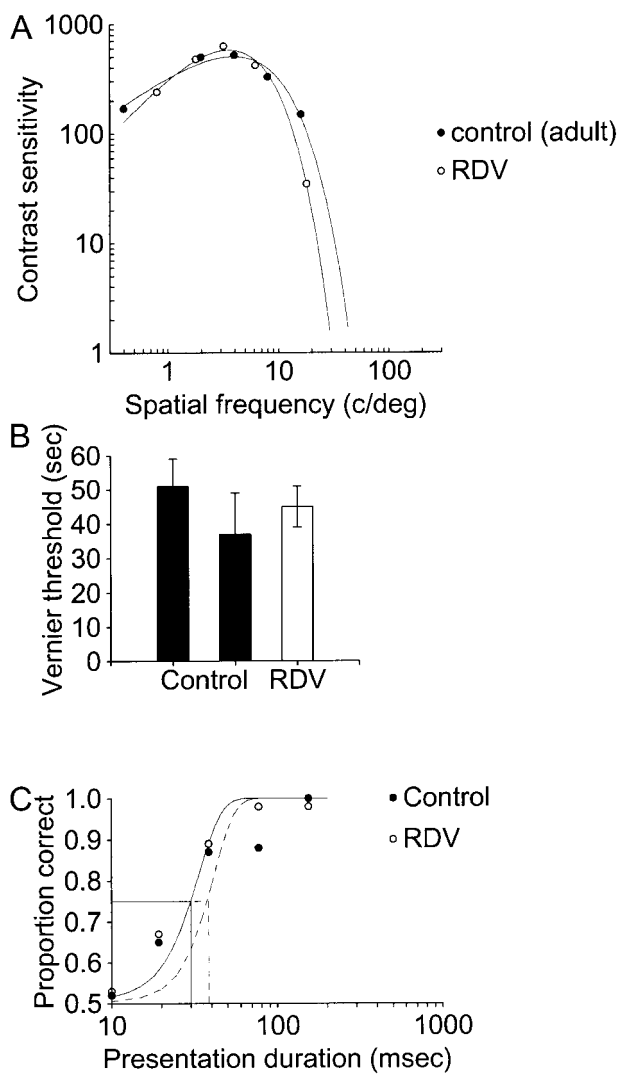 A
1000
100
10
1
Contrast sensitivity
1
10
100
Spatial frequency (c/deg)
control (adult)
RDV
B
60
50
40
30
20
10
0
Vernier threshold (sec)
Control
RDV
C
1.0
0.9
0.8
0.7
0.6
0.5
Proportion correct
10
100
1000
Presentation duration (msec)
Control
RDV